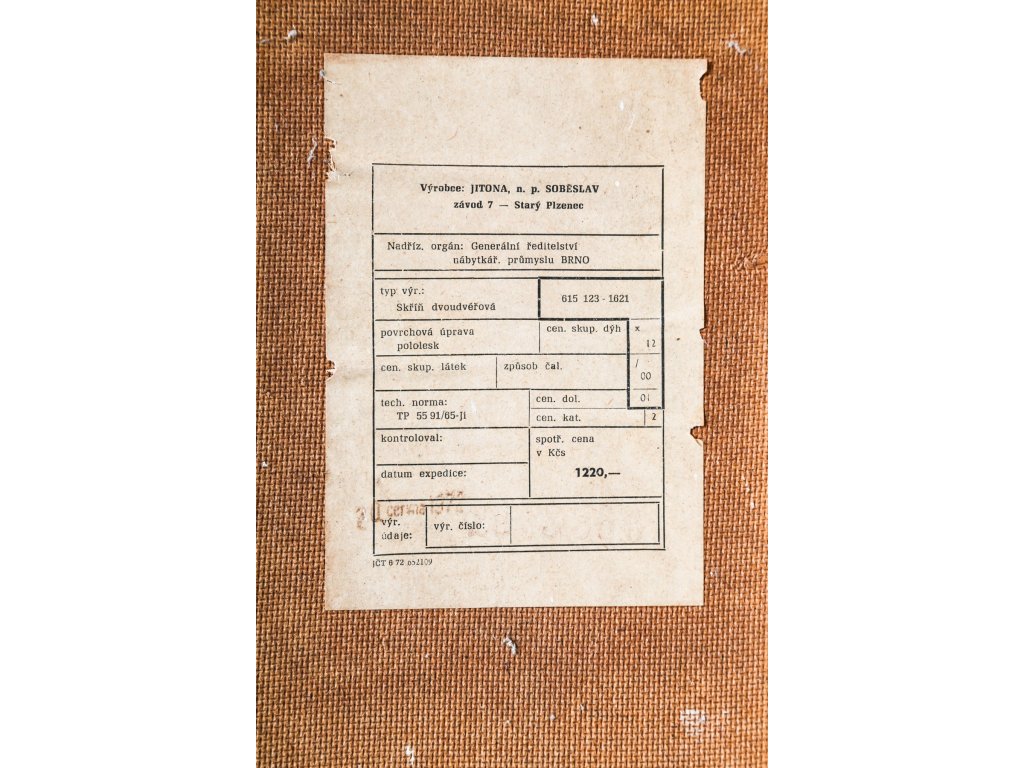 Výrobce: JITONA, n. p. SOBĚSLAV
závod 7 — Starý Plzenec
Nadříz. orgán: Generální ředitelství
nábytkář. průmyslu BRNO
typ výr.:
Skříň dvoudvéřová
615 123 - 1621
povrchová úprava
pololesk
cen. skup. dýh
x
12
cen. skup. látek
způsob čal.
/
00
tech. norma:
TP 55 91/65-Ji
cen. dol.
01
cen. kat.
2
kontroloval:
spotř. cena
v Kčs
1220,—
datum expedice:
výr.
údaje:
výr. číslo:
JČT 6 72